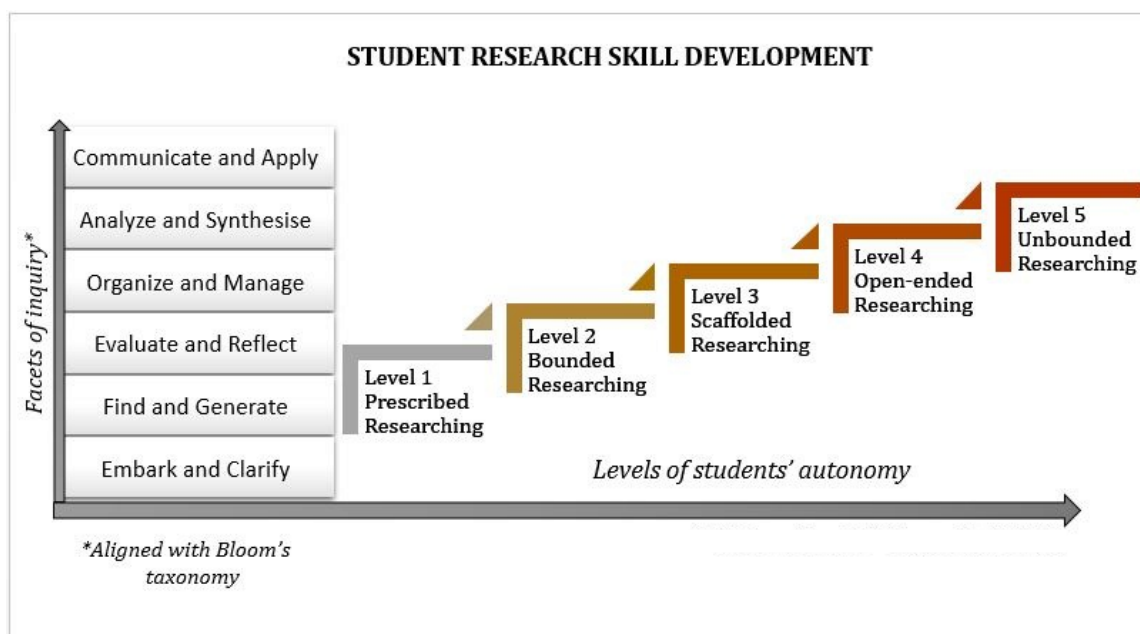 STUDENT RESEARCH SKILL DEVELOPMENT
Facets of inquiry*
Communicate and Apply
Analyze and Synthesise
Organize and Manage
Evaluate and Reflect
Find and Generate
Embark and Clarify
Level 1
Prescribed
Researching
Level 2
Bounded
Researching
Level 3
Scaffolded
Researching
Level 4
Open-ended
Researching
Level 5
Unbounded
Researching
Levels of students’ autonomy
*Aligned with Bloom’s
taxonomy